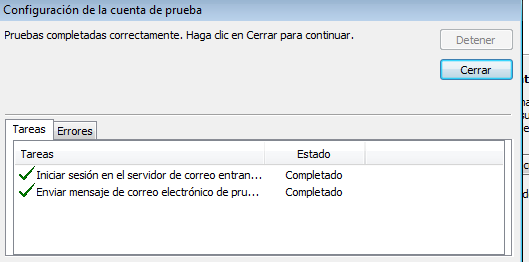 Configuración de la cuenta de prueba
Pruebas completadas correctamente. Haga clic en Cerrar para continuar.
Detener
Cerrar
Tareas
Errores
Tareas
Estado
Iniciar sesión en el servidor de correo entran...
Completado
Enviar mensaje de correo electrónico de pru...
Completado